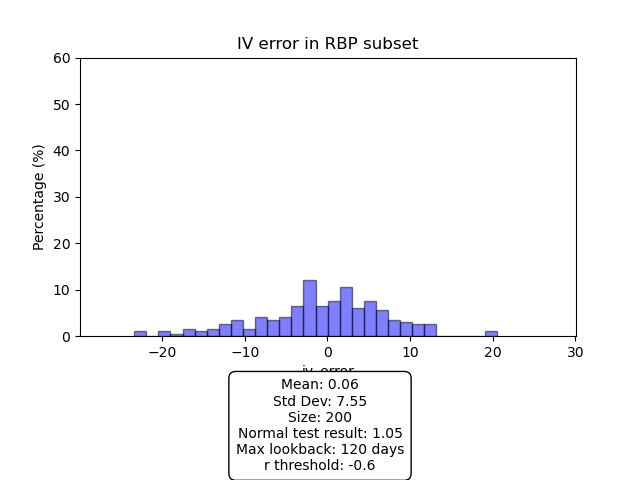 IV error in RBP subset
60
50
40
30
20
10
0
Percentage (%)
−20
−10
0
10
20
30
iv_error
Mean: 0.06
Std Dev: 7.55
Size: 200
Normal test result: 1.05
Max lookback: 120 days
r threshold: -0.6